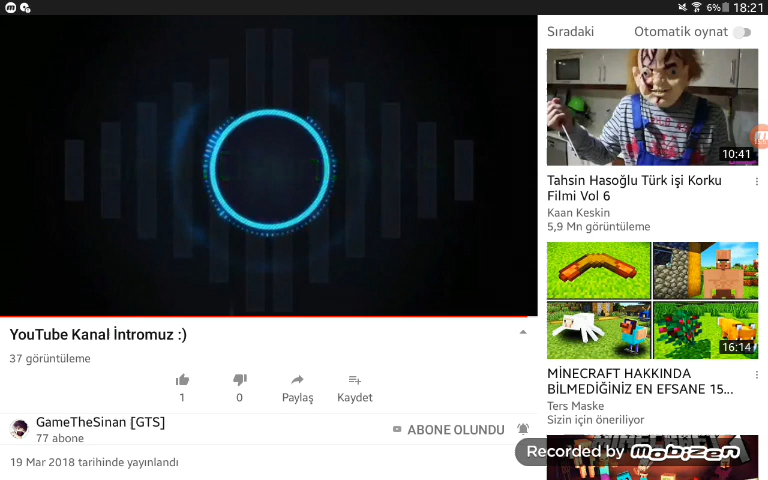 6% 18:21
Sıradaki
Otomatik oynat
10:41
Tahsin Hasoğlu Türk işi Korku
Filmi Vol 6
Kaan Keskin
5,9 Mn görüntüleme
16:14
MİNECRAFT HAKKINDA
BİLMEDİĞİNİZ EN EFSANE 15...
Ters Maske
Sizin için öneriliyor
YouTube Kanal İntromuz :)
37 görüntüleme
1
0
Paylaş
Kaydet
GameTheSinan [GTS]
77 abone
ABONE OLUNDU
19 Mar 2018 tarihinde yayınlandı
Recorded by mobizen